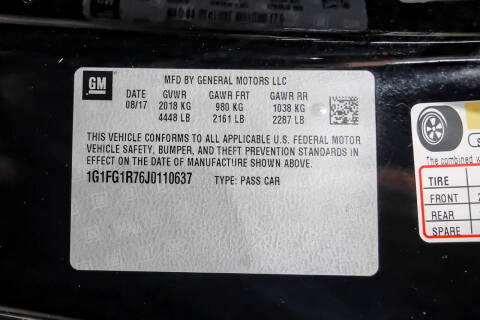 GM
MFD BY GENERAL MOTORS LLC
DATE GVWR GAWR FRT GAWR RR
08/17 2018 KG 980 KG 1038 KG
4448 LB 2161 LB 2287 LB
THIS VEHICLE CONFORMS TO ALL APPLICABLE U.S. FEDERAL MOTOR
VEHICLE SAFETY, BUMPER, AND THEFT PREVENTION STANDARDS IN
EFFECT ON THE DATE OF MANUFACTURE SHOWN ABOVE.
1G1FG1R76J0110637 TYPE: PASS CAR
The combined
TIRE
FRONT 2
REAR
SPARE